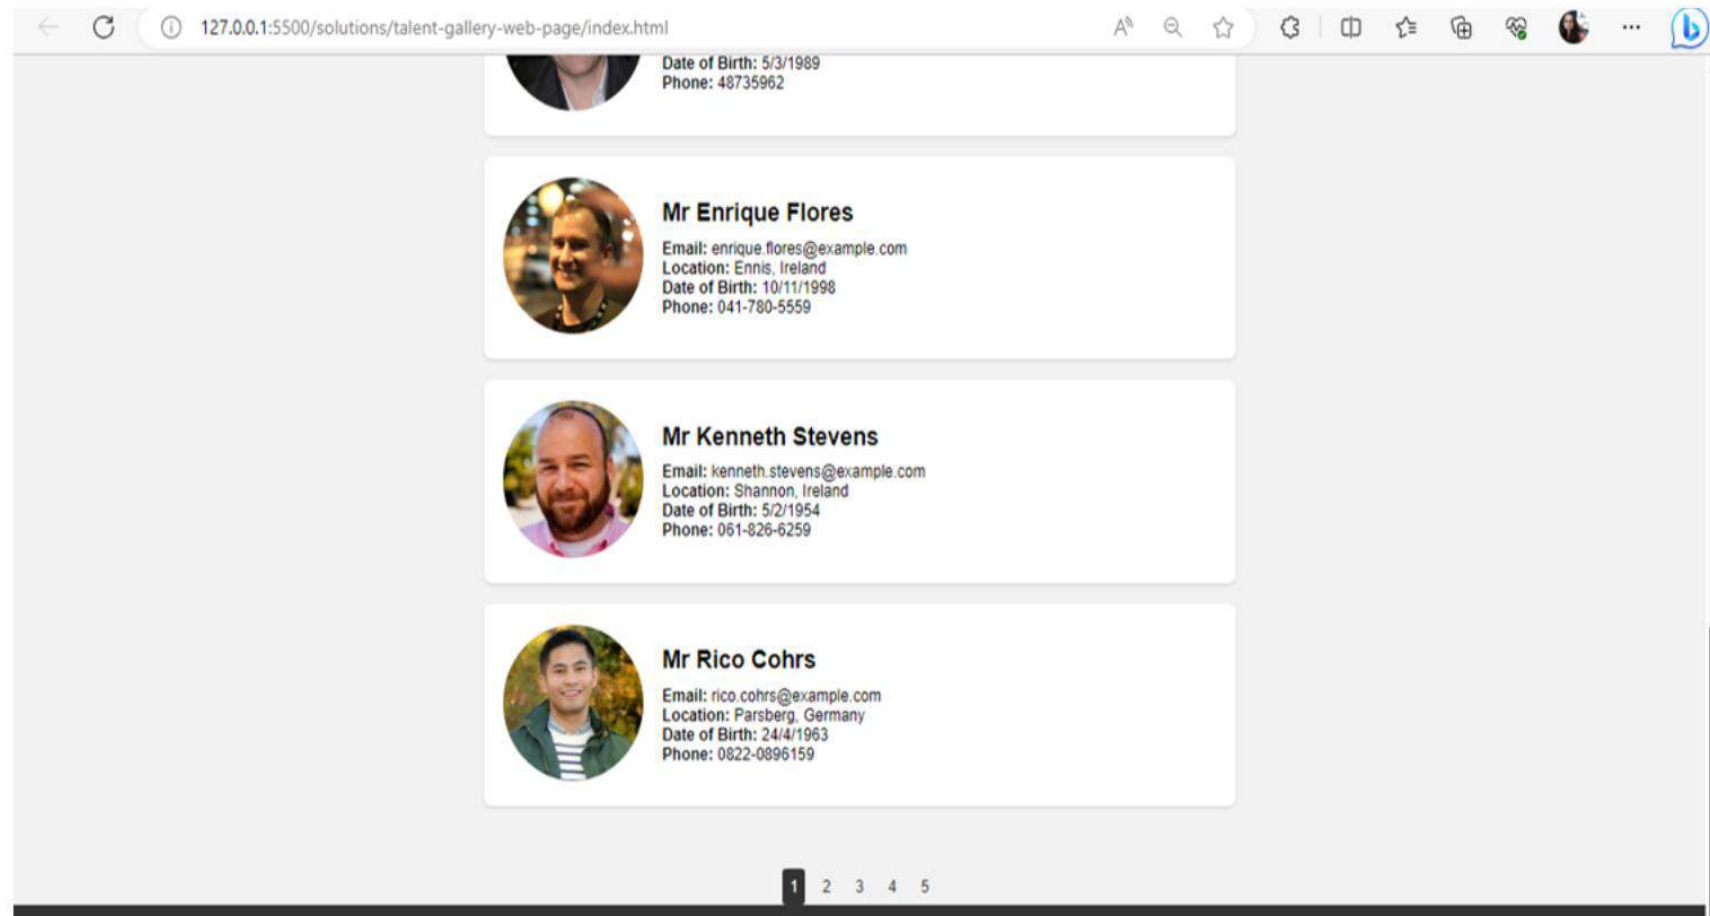 127.0.0.1:5500/solutions/talent-gallery-web-page/index.html
Date of Birth: 5/3/1989
Phone: 48735962
Mr Enrique Flores
Email: enrique.flores@example.com
Location: Ennis, Ireland
Date of Birth: 10/11/1998
Phone: 041-780-5559
Mr Kenneth Stevens
Email: kenneth.stevens@example.com
Location: Shannon, Ireland
Date of Birth: 5/2/1954
Phone: 061-826-6259
Mr Rico Cohrs
Email: rico.cohrs@example.com
Location: Parsberg, Germany
Date of Birth: 24/4/1963
Phone: 0822-0896159
1 2 3 4 5